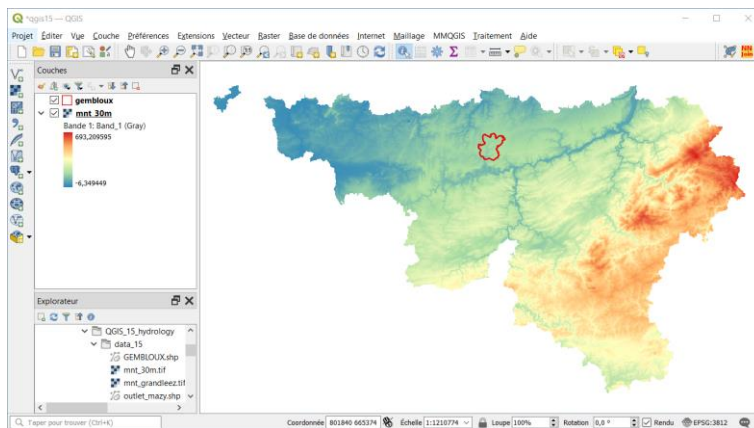 *qgis15 — QGIS
Projet Éditer Vue Couche Préférences Extensions Vecteur Raster Base de données Internet Maillage MMQGIS Traitement Aide
Couches
gembloux
mnt_30m
Bande 1: Band_1 (Gray)
693,209595
-6,349449
Explorateur
QGIS_15_hydrology
data_15
GEMBLOUX.shp
mnt_30m.tif
mnt_grandleez.tif
outlet_mazy.shp
Taper pour trouver (Ctrl+K) Coordonnée 801840 665374 Échelle 1:1210774 Loupe 100% Rotation 0,0 ° Rendu EPSG:3812